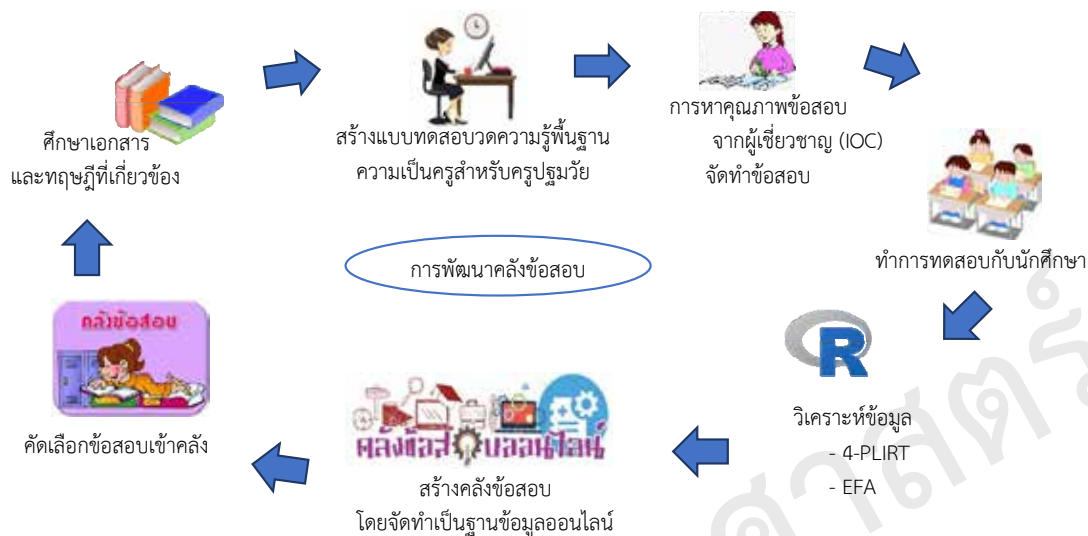 ศึกษาเอกสาร
และทฤษฎีที่เกี่ยวข้อง
สร้างแบบทดสอบวดความรู้พื้นฐาน
ความเป็นครูสำหรับครูปฐมวัย
การหาคุณภาพข้อสอบ
จากผู้เชี่ยวชาญ (IOC)
จัดทำข้อสอบ
ทำการทดสอบกับนักศึกษา
การพัฒนาคลังข้อสอบ
R
วิเคราะห์ข้อมูล
- 4-PLIRT
- EFA
คลังข้อสอบออนไลน์
สร้างคลังข้อสอบ
โดยจัดทำเป็นฐานข้อมูลออนไลน์
คลังข้อสอบ
คัดเลือกข้อสอบเข้าคลัง
าสตร์